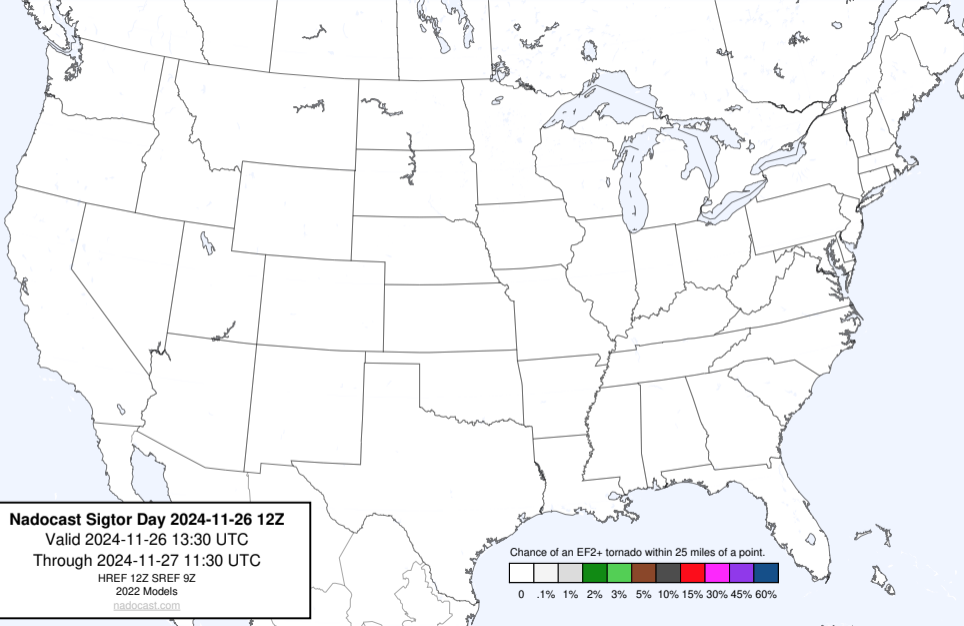 Nadocast Sigtor Day 2024-11-26 12Z
Valid 2024-11-26 13:30 UTC
Through 2024-11-27 11:30 UTC
HREF 12Z SREF 9Z
2022 Models
nadocast.com
Chance of an EF2+ tornado within 25 miles of a point.
0 .1% 1% 2% 3% 5% 10% 15% 30% 45% 60%